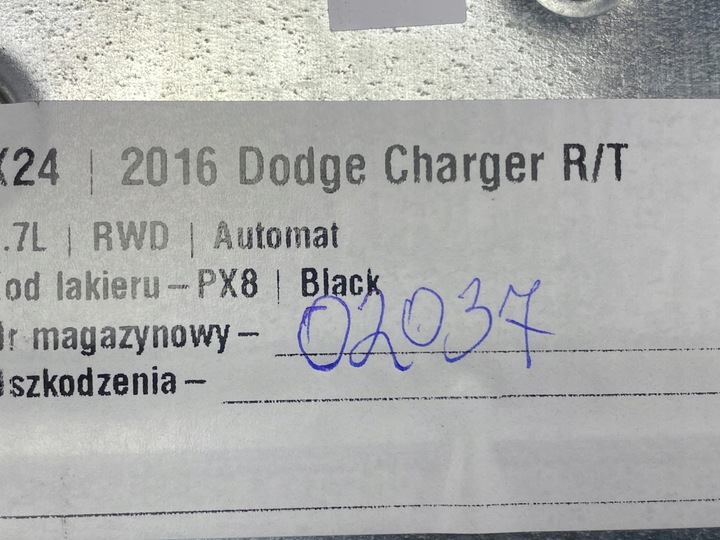 X24 | 2016 Dodge Charger R/T
.7L | RWD | Automat
od lakieru – PX8 | Black
r magazynowy – 02037
szkodzenia –